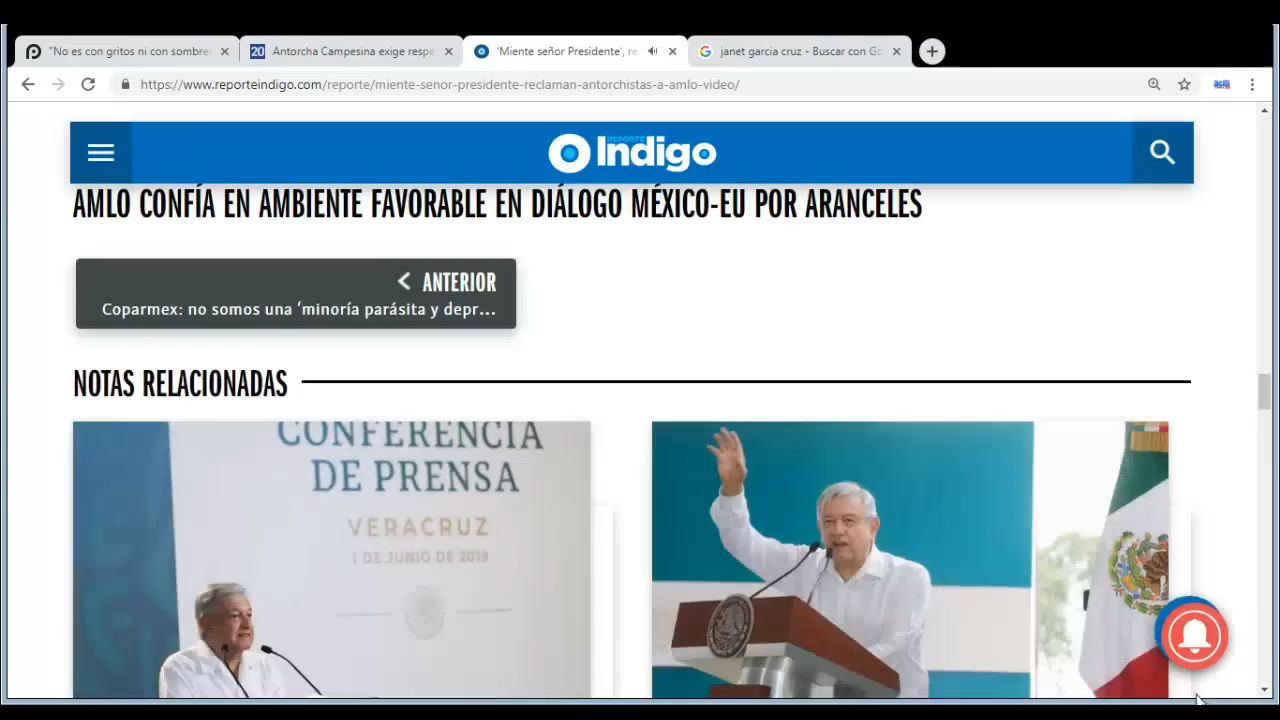 "No es con gritos ni con sombre
20 Antorcha Campesina exige respe
'Miente señor Presidente', re
janet garcia cruz - Buscar con Go
https://www.reporteindigo.com/reporte/miente-senor-presidente-reclaman-antorchistas-a-amlo-video/
REPORTE
Indigo
AMLO CONFÍA EN AMBIENTE FAVORABLE EN DIÁLOGO MÉXICO-EU POR ARANCELES
ANTERIOR
Coparmex: no somos una ‘minoría parásita y depr...
NOTAS RELACIONADAS
CONFERENCIA
DE PRENSA
VERACRUZ
1 DE JUNIO DE 2019